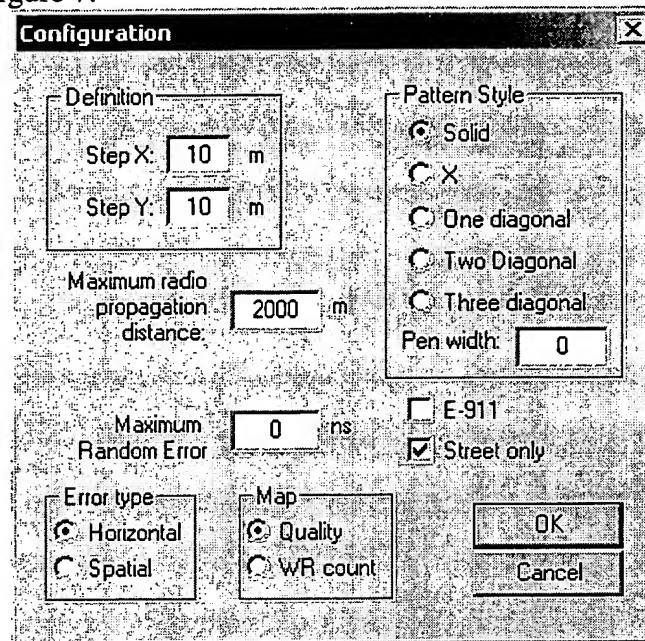 Configuration
Definition
Step X: 10 m
Step Y: 10 m
Maximum radio
propagation
distance: 2000 m
Maximum
Random Error 0 ns
Error type
Horizontal
Spatial
Map
Quality
WR count
Pattern Style
Solid
X
One diagonal
Two Diagonal
Three diagonal
Pen width: 0
E-911
Street only
OK
Cancel